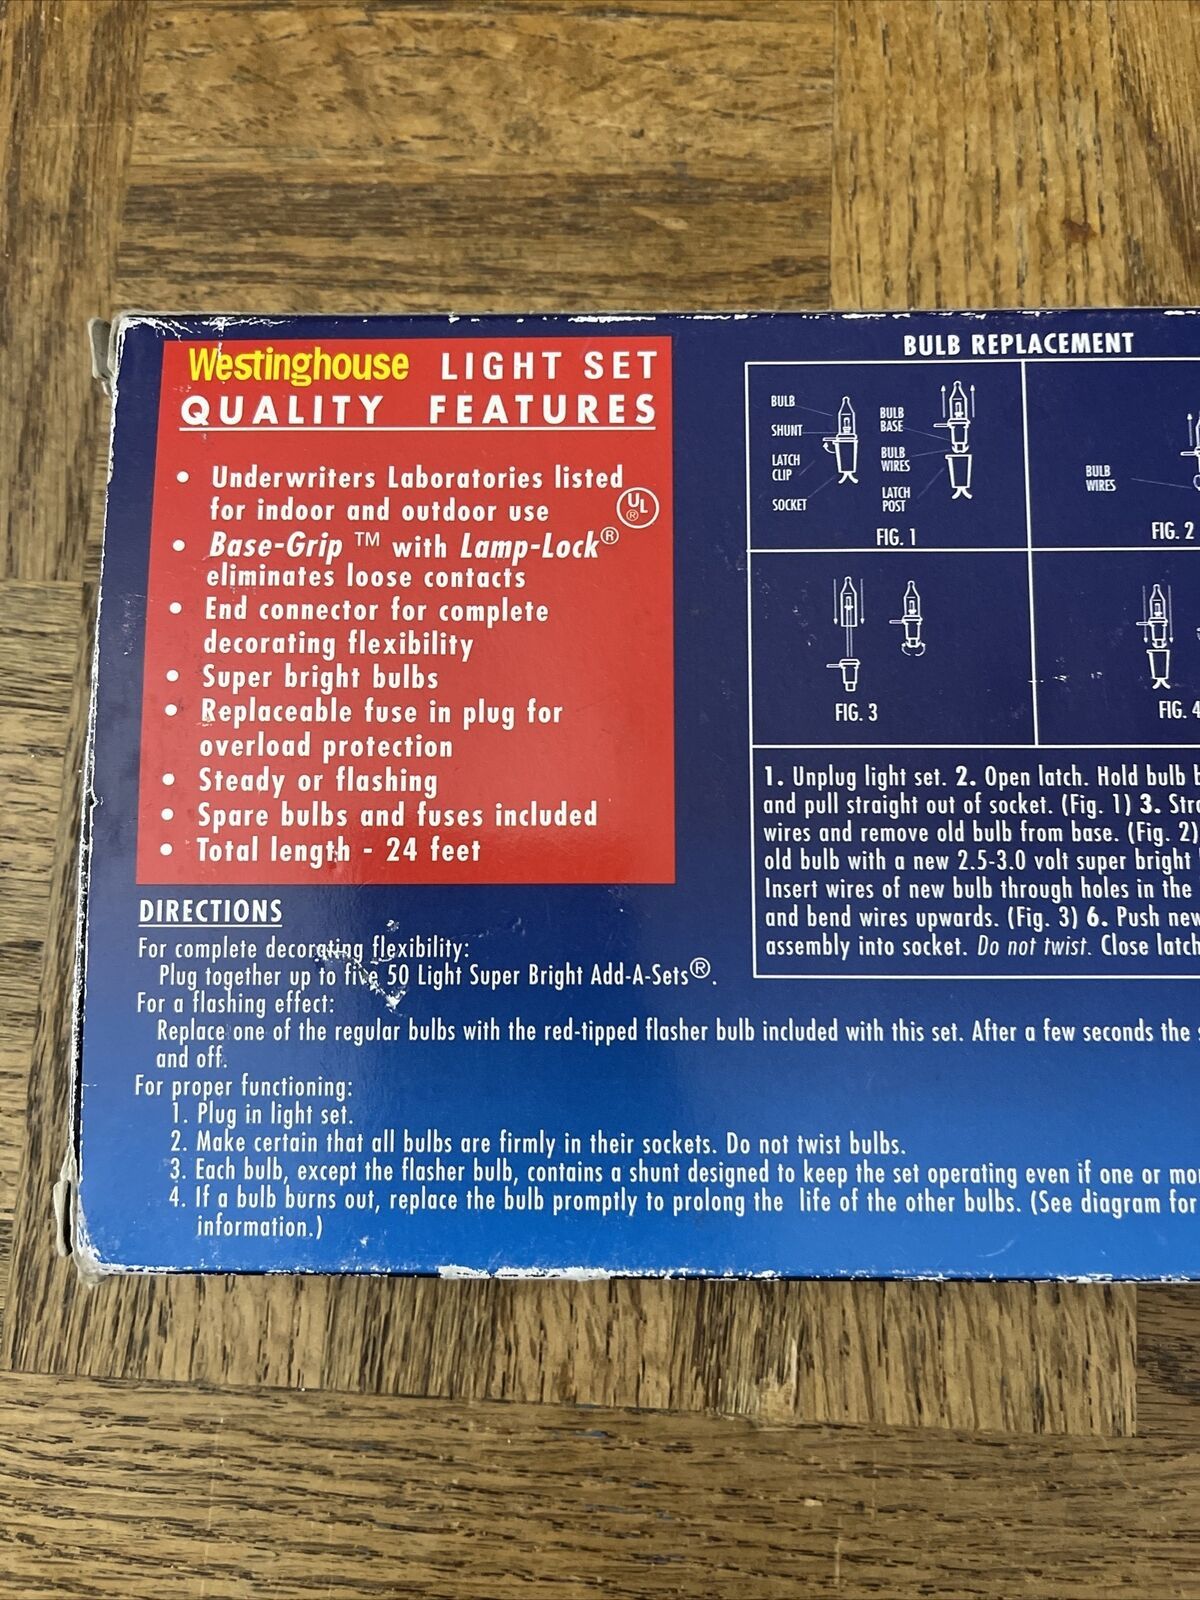 Westinghouse LIGHT SET
QUALITY FEATURES
• Underwriters Laboratories listed
for indoor and outdoor use
UL
®
• Base-Grip ™ with Lamp-Lock®
eliminates loose contacts
• End connector for complete
decorating flexibility
• Super bright bulbs
• Replaceable fuse in plug for
overload protection
• Steady or flashing
• Spare bulbs and fuses included
• Total length - 24 feet
BULB REPLACEMENT
BULB
SHUNT
LATCH
CLIP
SOCKET
BULB
BASE
BULB
WIRES
LATCH
POST
FIG. 1
BULB
WIRES
FIG. 2
FIG. 3
FIG. 4
1. Unplug light set. 2. Open latch. Hold bulb
and pull straight out of socket. (Fig. 1) 3.
wires and remove old bulb from base. (Fig. 2)
old bulb with a new 2.5-3.0 volt super bright
Insert wires of new bulb through holes in the
and bend wires upwards. (Fig. 3) 6. Push new
assembly into socket. Do not twist. Close latch
DIRECTIONS
For complete decorating flexibility:
Plug together up to five 50 Light Super Bright Add-A-Sets®.
For a flashing effect:
Replace one of the regular bulbs with the red-tipped flasher bulb included with this set. After a few seconds the
and off.
For proper functioning:
1. Plug in light set.
2. Make certain that all bulbs are firmly in their sockets. Do not twist bulbs.
3. Each bulb, except the flasher bulb, contains a shunt designed to keep the set operating even if one or
4. If a bulb burns out, replace the bulb promptly to prolong the life of the other bulbs. (See diagram for
information.)